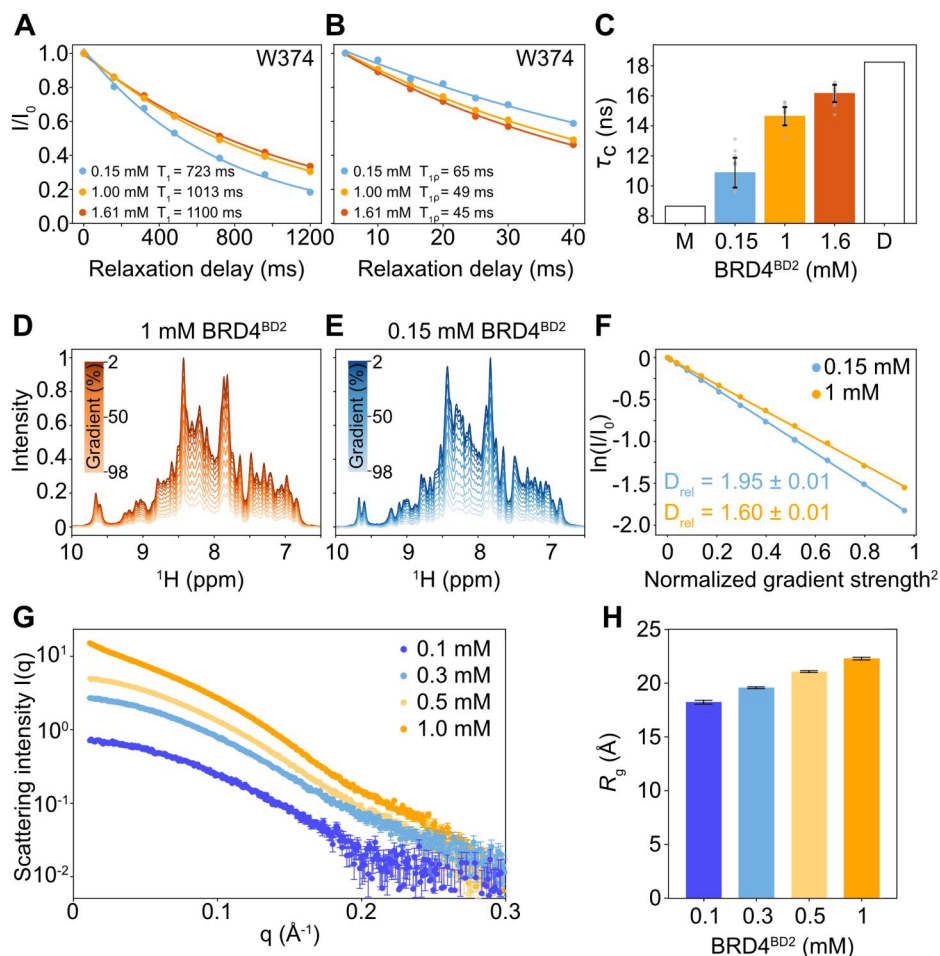 A
I/I0
1.0
0.8
0.6
0.4
0.2
0.0
W374
0.15 mM T1 = 723 ms
1.00 mM T1 = 1013 ms
1.61 mM T1 = 1100 ms
0 400 800 1200
Relaxation delay (ms)
B
W374
0.15 mM T1ρ = 65 ms
1.00 mM T1ρ = 49 ms
1.61 mM T1ρ = 45 ms
10 20 30 40
Relaxation delay (ms)
C
τC (ns)
18
16
14
12
10
8
M 0.15 1 1.6 D
BRD4BD2
(mM)
D
1 mM BRD4BD2
Intensity
1
0.8
0.6
0.4
0.2
0
Gradient (%)
-2
-50
-98
10 9 8 7
1H (ppm)
E
0.15 mM BRD4BD2
Gradient (%)
-2
-50
-98
10 9 8 7
1H (ppm)
F
ln(I/I0)
0
-0.5
-1.0
-1.5
-2.0
0.15 mM
1 mM
Drel = 1.95 ± 0.01
Drel = 1.60 ± 0.01
0 0.2 0.4 0.6 0.8 1.0
Normalized gradient strength2
G
Scattering intensity I(q)
10^1
10^0
10^-1
10^-2
0.1 mM
0.3 mM
0.5 mM
1.0 mM
0 0.1 0.2 0.3
q (Å-1)
H
Rg (Å)
25
20
15
10
5
0
0.1 0.3 0.5 1
BRD4BD2 (mM)